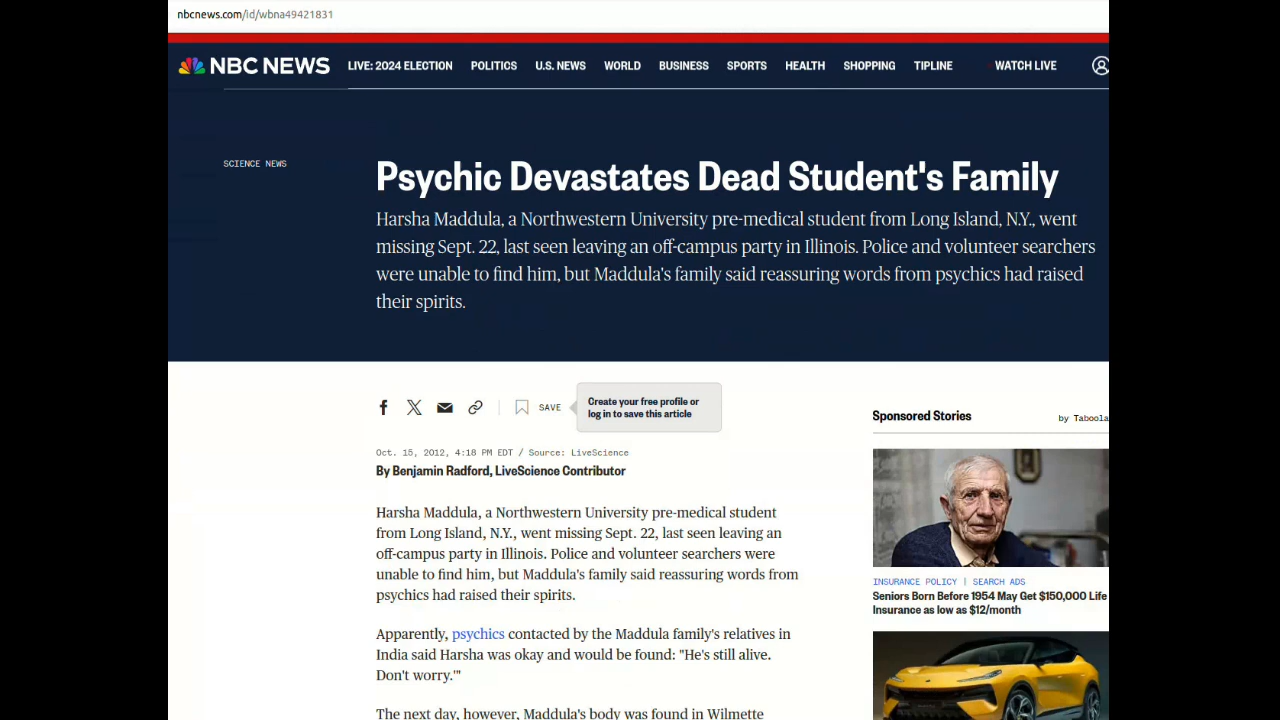 nbcnews.com/id/wbna49421831
NBC NEWS
LIVE: 2024 ELECTION POLITICS U.S. NEWS WORLD BUSINESS SPORTS HEALTH SHOPPING TIPLINE WATCH LIVE
SCIENCE NEWS
Psychic Devastates Dead Student's Family
Harsha Maddula, a Northwestern University pre-medical student from Long Island, N.Y., went
missing Sept. 22, last seen leaving an off-campus party in Illinois. Police and volunteer searchers
were unable to find him, but Maddula's family said reassuring words from psychics had raised
their spirits.
SAVE
Create your free profile or
log in to save this article
Oct. 15, 2012, 4:18 PM EDT / Source: LiveScience
By Benjamin Radford, LiveScience Contributor
Harsha Maddula, a Northwestern University pre-medical student
from Long Island, N.Y., went missing Sept. 22, last seen leaving an
off-campus party in Illinois. Police and volunteer searchers were
unable to find him, but Maddula's family said reassuring words from
psychics had raised their spirits.
Apparently, psychics contacted by the Maddula family's relatives in
India said Harsha was okay and would be found: "He's still alive.
Don't worry.'"
The next day, however, Maddula's body was found in Wilmette
Sponsored Stories
by Taboola
INSURANCE POLICY | SEARCH ADS
Seniors Born Before 1954 May Get $150,000 Life
Insurance as low as $12/month